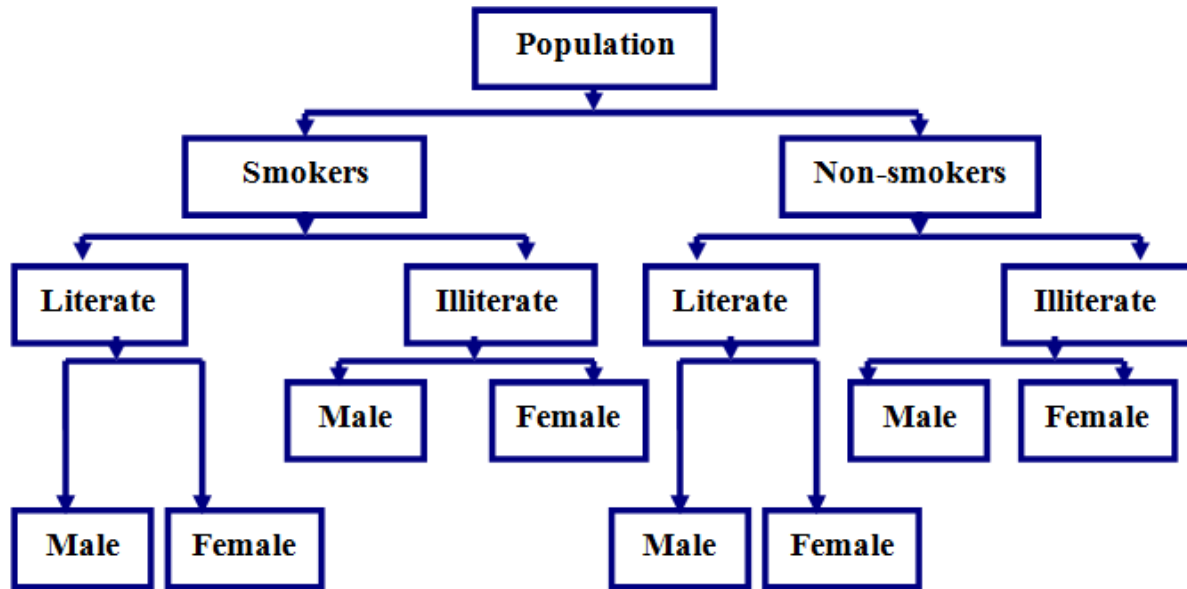 Population
Smokers
Non-smokers
Literate
Illiterate
Literate
Illiterate
Male
Female
Male
Female
Male
Female
Male
Female